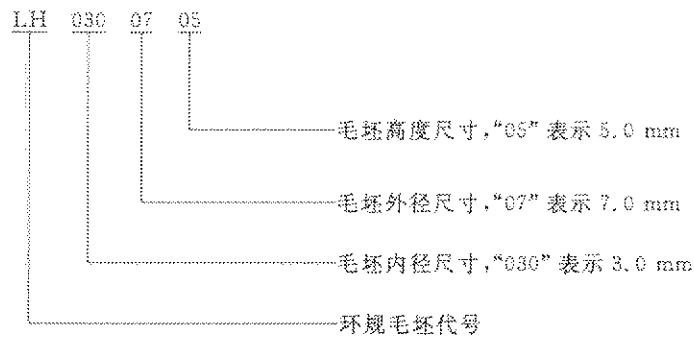 LH 030 07 05
毛坯高度尺寸,“05”表示 5.0 mm
毛坯外径尺寸,“07”表示 7.0 mm
毛坯内径尺寸,“030”表示 3.0 mm
环规毛坯代号